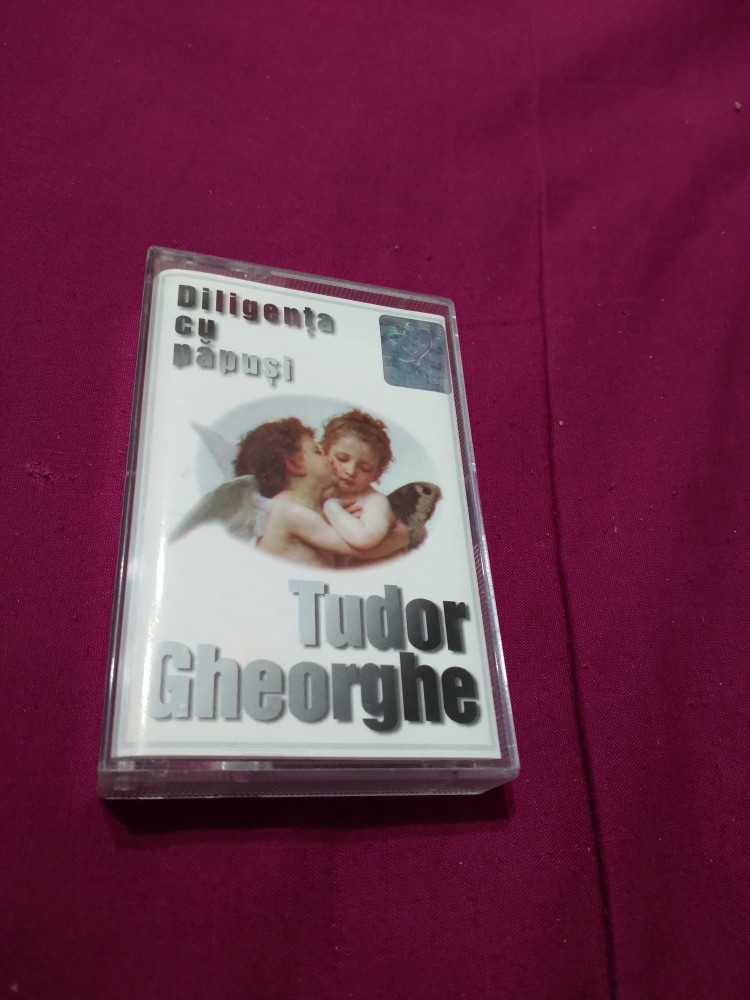 Diligența
cu
păpuși
Tudor
Gheorghe